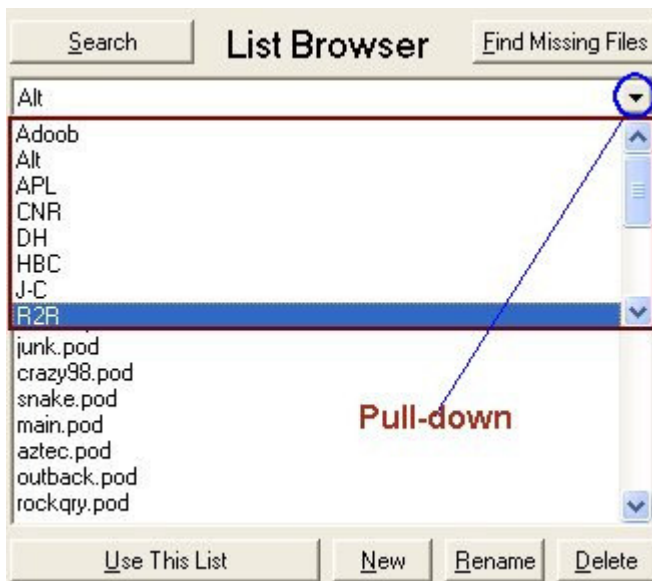 Search List Browser Find Missing Files
Alt
Adoob
Alt
APL
CNR
DH
HBC
J-C
R2R
junk.pod
crazy98.pod
snake.pod
main.pod
aztec.pod
outback.pod
rockqry.pod
Pull-down
Use This List New Rename Delete